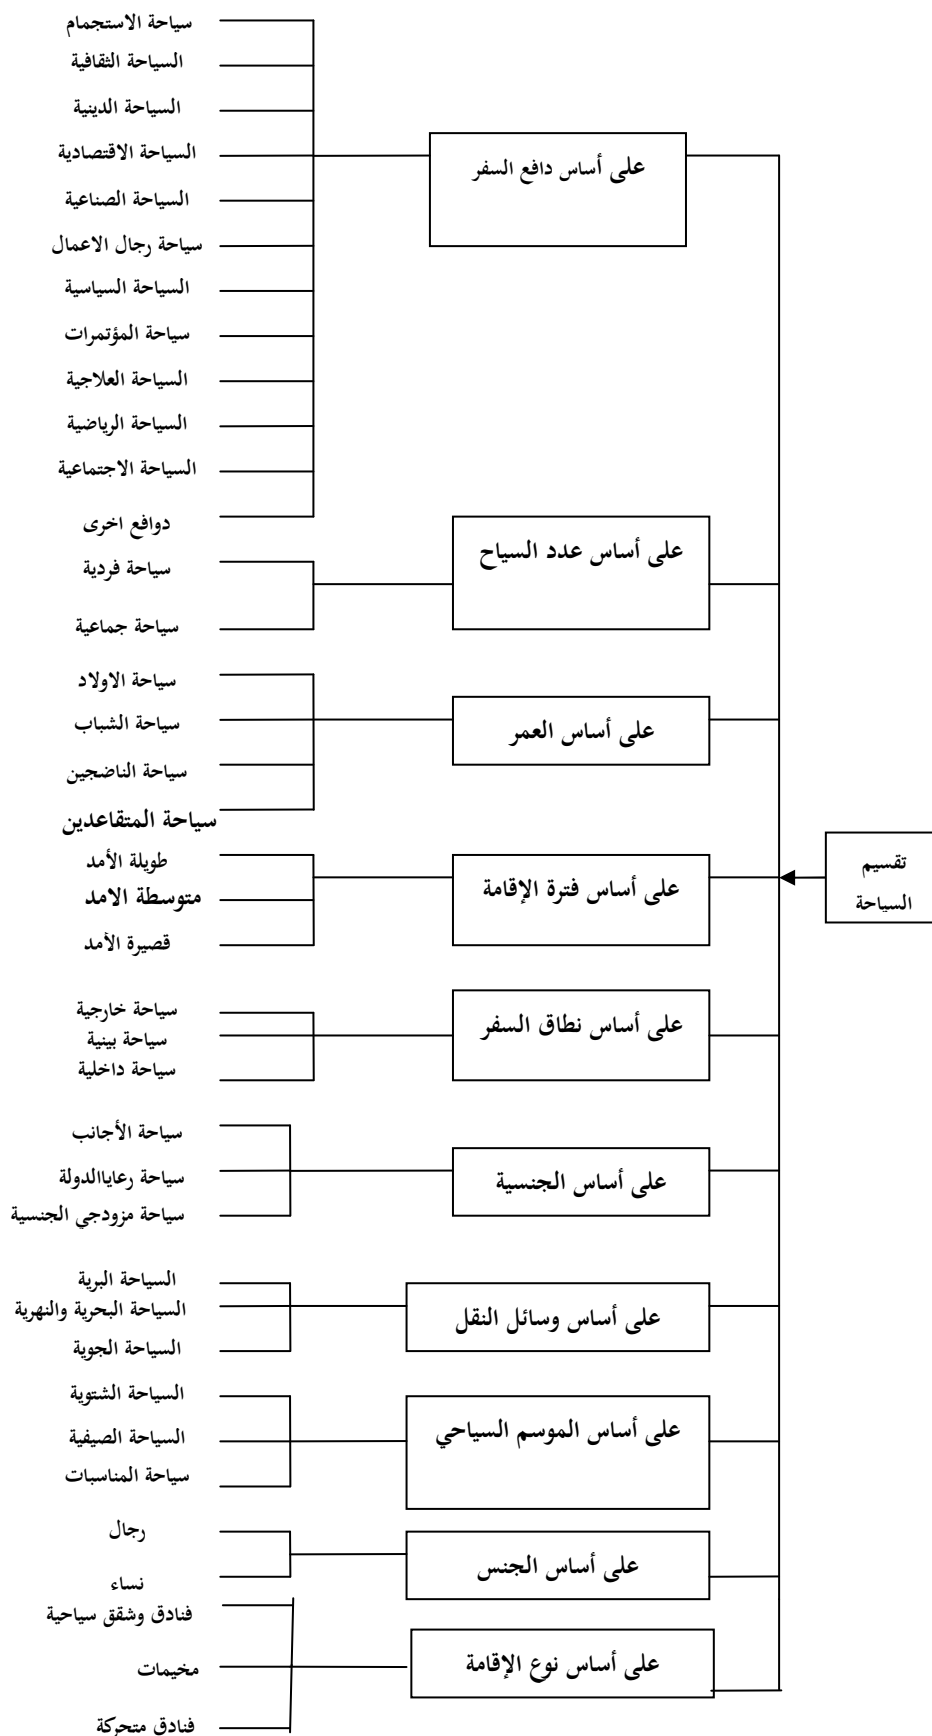 تقسيم
السياحة
على أساس دافع السفر
سياحة الاستجمام
السياحة الثقافية
السياحة الدينية
السياحة الاقتصادية
السياحة الصناعية
سياحة رجال الاعمال
السياحة السياسية
سياحة المؤتمرات
السياحة العلاجية
السياحة الرياضية
السياحة الاجتماعية
دوافع اخرى
على أساس عدد السياح
سياحة فردية
سياحة جماعية
على أساس العمر
سياحة الاولاد
سياحة الشباب
سياحة الناضجين
سياحة المتقاعدين
على أساس فترة الإقامة
طويلة الأمد
متوسطة الامد
قصيرة الأمد
على أساس نطاق السفر
سياحة خارجية
سياحة بينية
سياحة داخلية
على أساس الجنسية
سياحة الأجانب
سياحة رعاياالدولة
سياحة مزودجي الجنسية
على أساس وسائل النقل
السياحة البرية
السياحة البحرية والنهرية
السياحة الجوية
على أساس الموسم السياحي
السياحة الشتوية
السياحة الصيفية
سياحة المناسبات
على أساس الجنس
رجال
نساء
على أساس نوع الإقامة
فنادق وشقق سياحية
مخيمات
فنادق متحركة